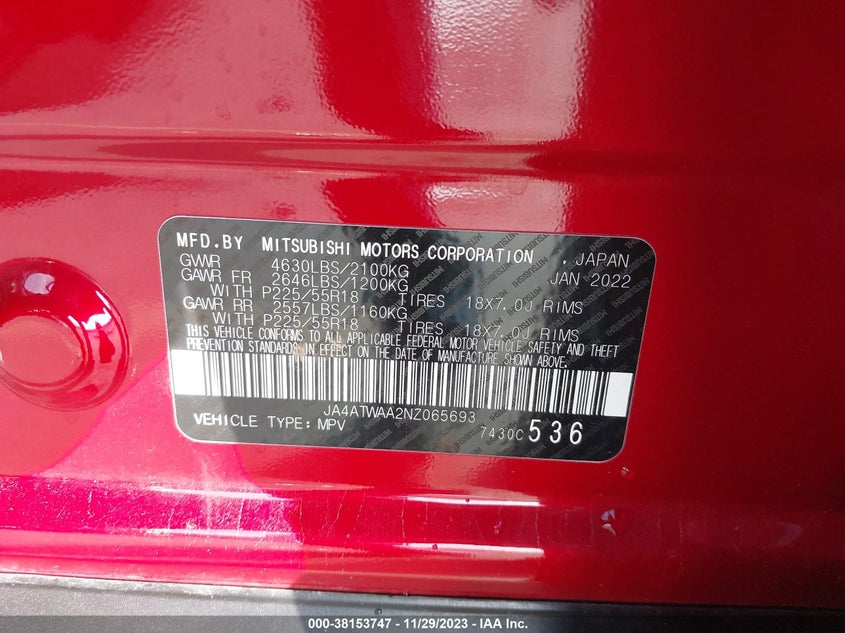 MFD.BY MITSUBISHI MOTORS CORPORATION , JAPAN
GVWR 4630LBS/2100KG JAN 2022
GAWR FR 2646LBS/1200KG
WITH P225/55R18 TIRES 18X7.0J RIMS
GAWR RR 2557LBS/1160KG
WITH P225/55R18 TIRES 18X7.0J RIMS
THIS VEHICLE CONFORMS TO ALL APPLICABLE FEDERAL MOTOR VEHICLE SAFETY AND THEFT
PREVENTION STANDARDS IN EFFECT ON THE DATE OF MANUFACTURE SHOWN ABOVE.
JA4ATWAA2NZ065693
VEHICLE TYPE: MPV 7430C 536
000-38153747 - 11/29/2023 - IAA Inc.